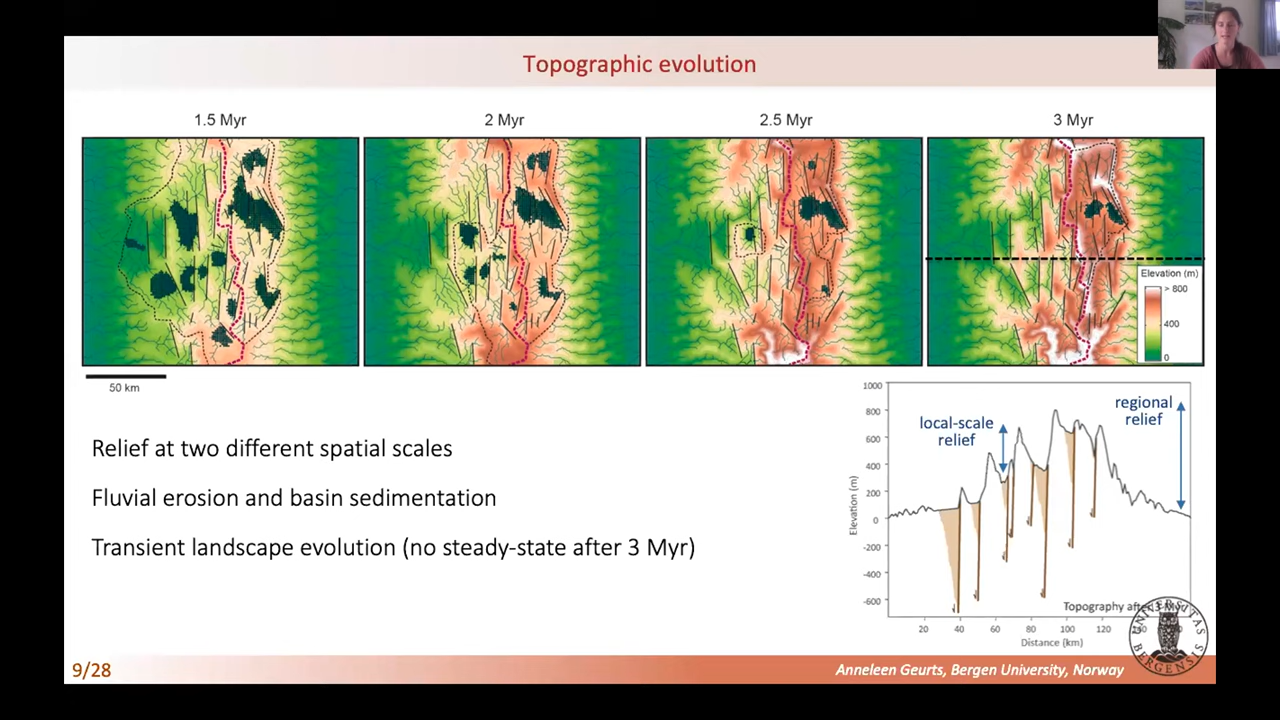 Topographic evolution
1.5 Myr
2 Myr
2.5 Myr
3 Myr
Elevation (m)
> 800
400
0
50 km
Relief at two different spatial scales
Fluvial erosion and basin sedimentation
Transient landscape evolution (no steady-state after 3 Myr)
1000
800
600
400
200
0
-200
-400
-600
Elevation (m)
local-scale
relief
regional
relief
Topography after 3 Myr
20
40
60
80
100
120
140
Distance (km)
UNIVERSITAS
BERGENSIS
9/28
Anneleen Geurts, Bergen University, Norway